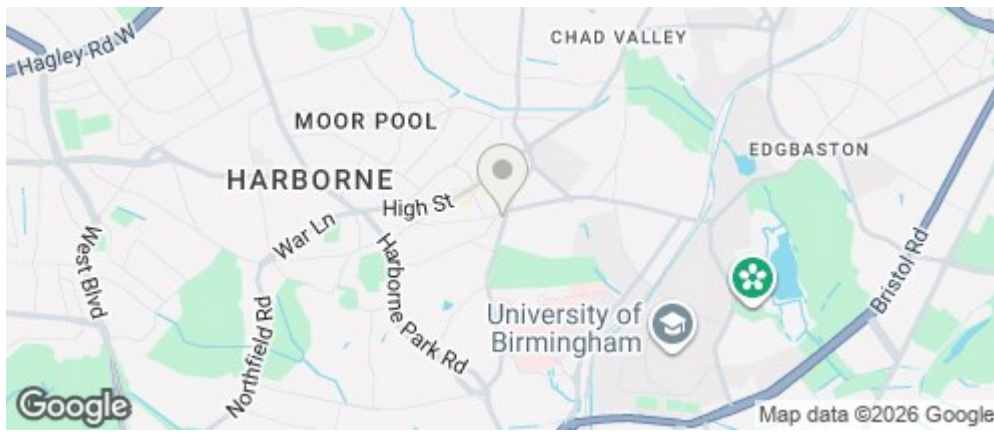 CHAD VALLEY
Hagley Rd W
MOOR POOL
EDGBASTON
HARBORNE
High St
War Ln
West Blvd
Harborne Park Rd
Bristol Rd
Northfield Rd
University of
Birmingham
Google
Map data ©2026 Google